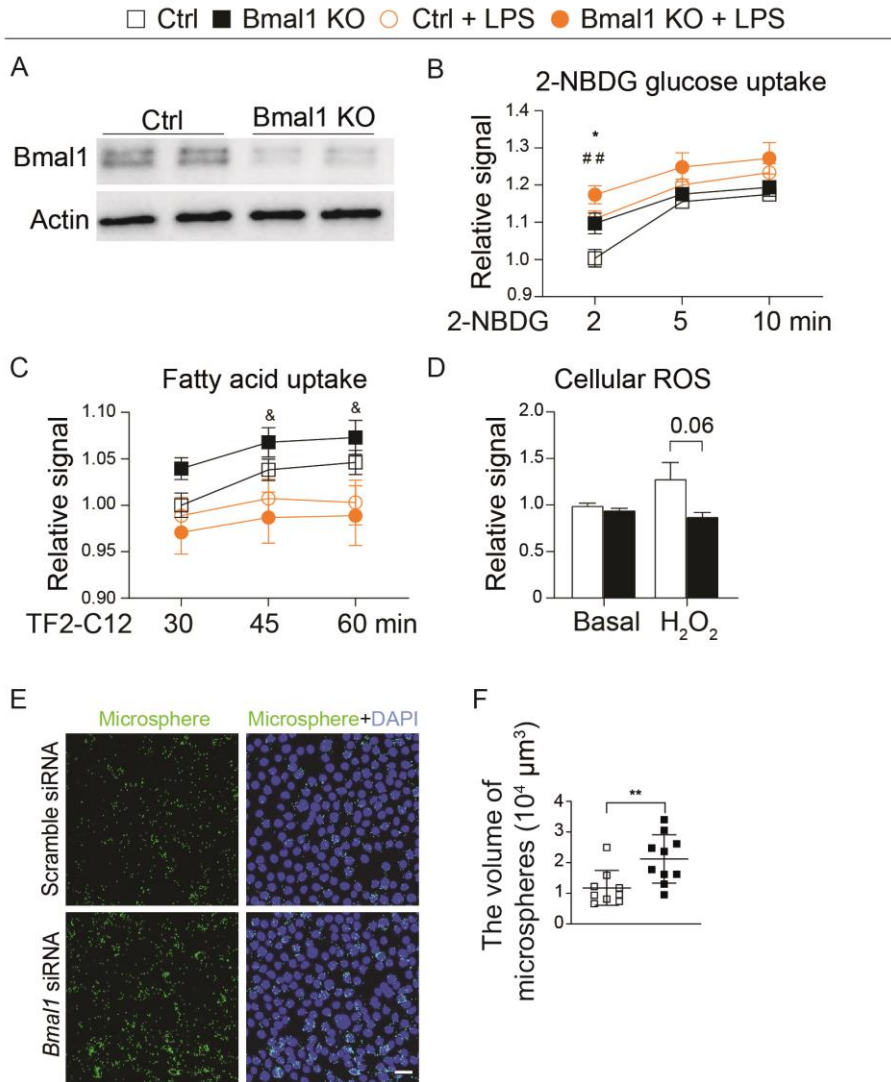 □ Ctrl ■ Bmal1 KO ○ Ctrl + LPS ● Bmal1 KO + LPS
A
Ctrl Bmal1 KO
Bmal1
Actin
B
2-NBDG glucose uptake
Relative signal
1.4
1.3
1.2
1.1
1.0
0.9
*
##
2-NBDG 2 5 10 min
C
Fatty acid uptake
Relative signal
1.10
1.05
1.00
0.95
0.90
& &
TF2-C12 30 45 60 min
D
Cellular ROS
Relative signal
2.0
1.5
1.0
0.5
0
0.06
Basal H₂O₂
E
Microsphere Microsphere+DAPI
Scramble siRNA
Bmal1 siRNA
F
The volume of
microspheres (10⁴ µm³)
4
3
2
1
0
**